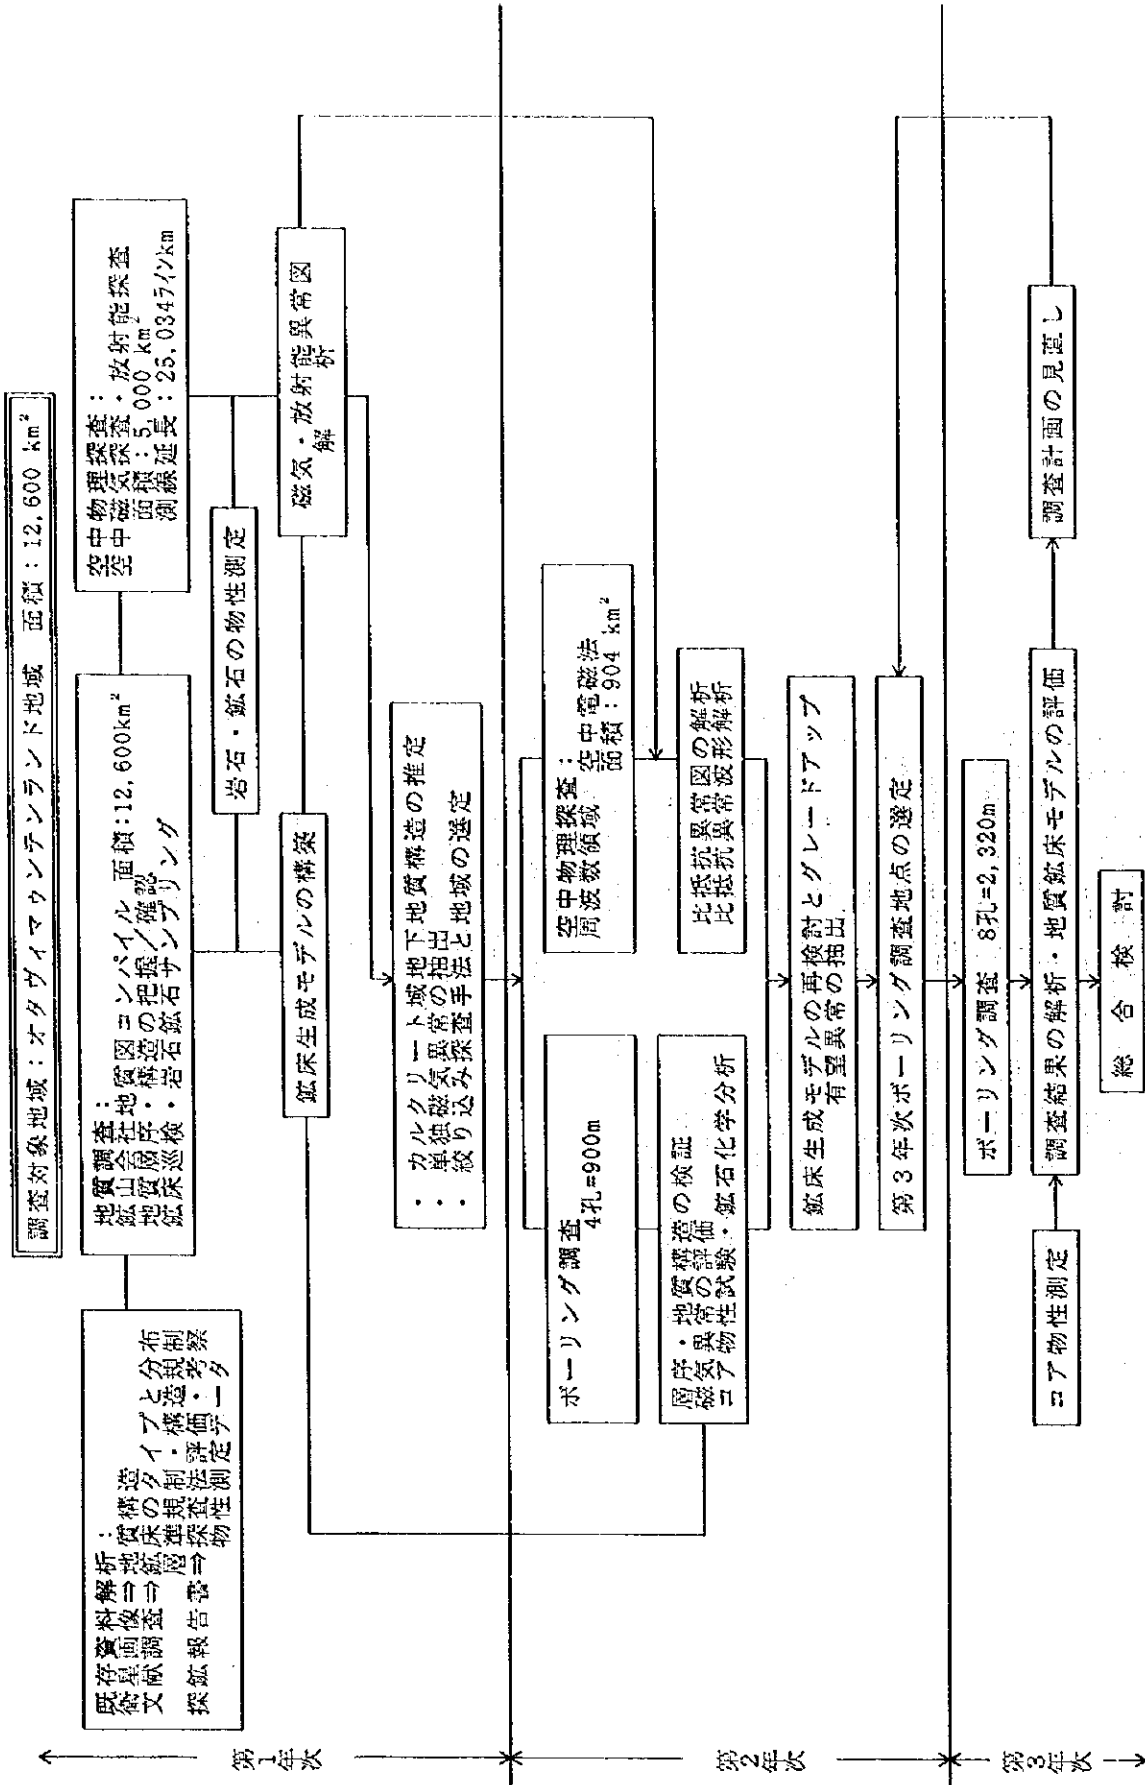 調査対象地域：オタヴィマウンテンランド地域　面積：12,600 km²
既存資料解析：
衛星画像⇒地質構造
文献調査⇒鉱床のタイプと分布
層準規制・構造規制
探鉱報告書⇒探査法評価・考察
物性測定データ
地質調査：
鉱山会社地質図コンパイル　面積：12,600km²
地質層序・構造の把握／確認
鉱床巡検・岩石鉱石サンプリング
空中物理探査：
空中磁気探査・放射能探査
面積：5,000 km²
測線延長：25,034ラインkm
岩石・鉱石の物性測定
鉱床生成モデルの構築
磁気・放射能異常図
解析
・カルクリート域地下地質構造の推定
・単独磁気異常の抽出
・絞り込み探査手法と地域の選定
第1年次
ボーリング調査
4孔=900m
空中物理探査：空中電磁法
周波数領域　面積：904 km²
層序・地質構造の検証
磁気異常の評価
コア物性試験・鉱石化学分析
比抵抗異常図の解析
比抵抗異常波形解析
鉱床生成モデルの再検討とグレードアップ
有望異常の抽出
第3年次ボーリング調査地点の選定
第2年次
ボーリング調査　8孔=2,320m
コア物性測定
調査結果の解析・地質鉱床モデルの評価
調査計画の見直し
総合検討
第3年次